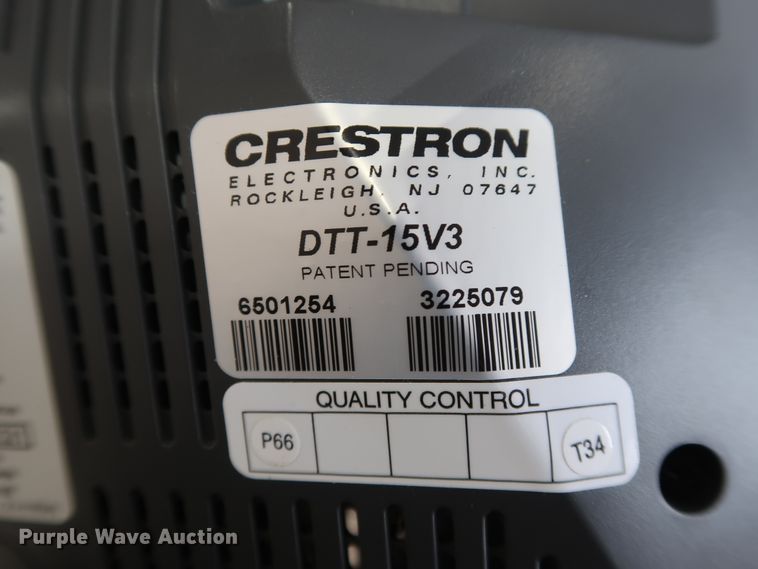 CRESTRON
ELECTRONICS, INC.
ROCKLEIGH, NJ 07647
U.S.A.
DTT-15V3
PATENT PENDING
6501254 3225079
QUALITY CONTROL
P66 T34
Purple Wave Auction